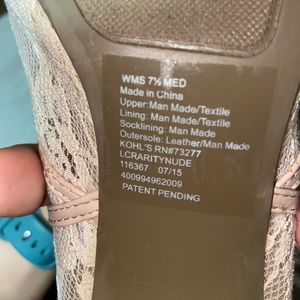 WMS 7½ MED
Made in China
Upper:Man Made/Textile
Lining: Man Made/Textile
Socklining: Man Made
Outersole: Leather/Man Made
KOHL'S RN#73277
LCRARITYNUDE
116367 07/15
400994962009
PATENT PENDING